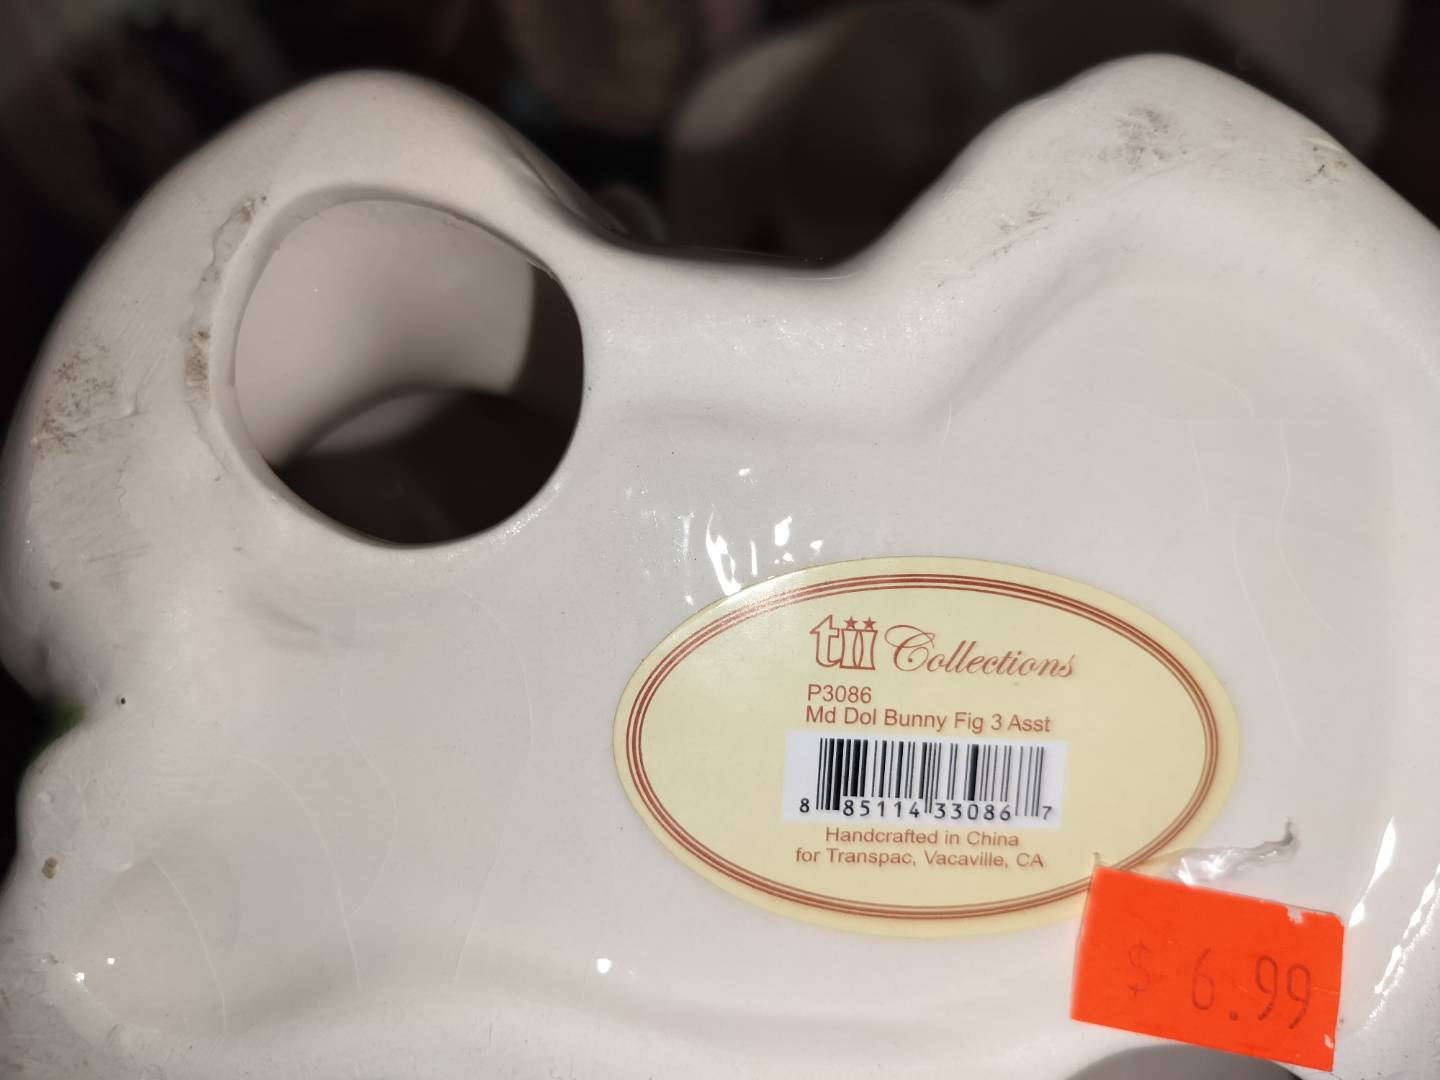 tii Collections
P3086
Md Dol Bunny Fig 3 Asst
8 85114 33086 7
Handcrafted in China
for Transpac, Vacaville, CA
$ 6.99